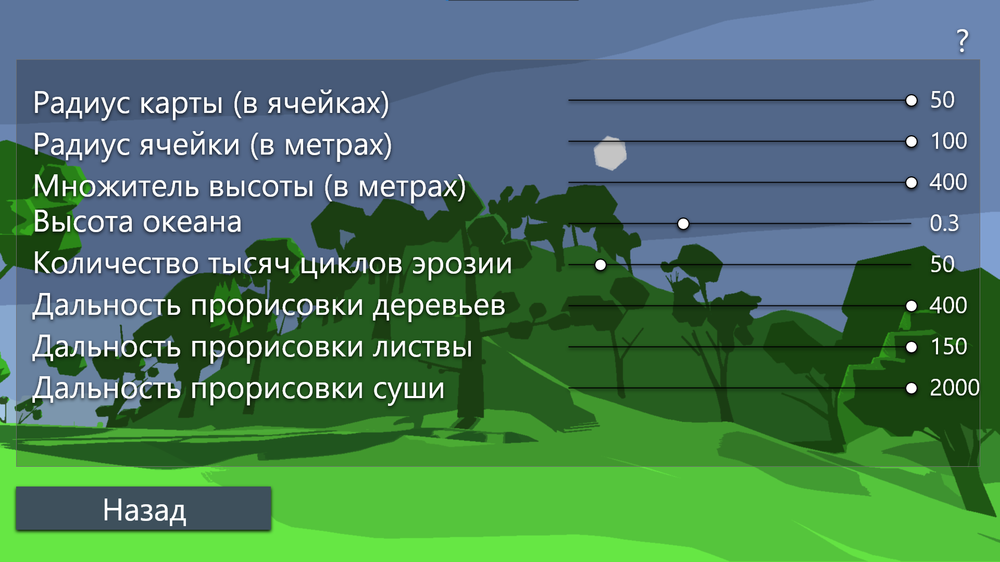 ?
Радиус карты (в ячейках) 50
Радиус ячейки (в метрах) 100
Множитель высоты (в метрах) 400
Высота океана 0.3
Количество тысяч циклов эрозии 50
Дальность прорисовки деревьев 400
Дальность прорисовки листвы 150
Дальность прорисовки суши 2000
Назад